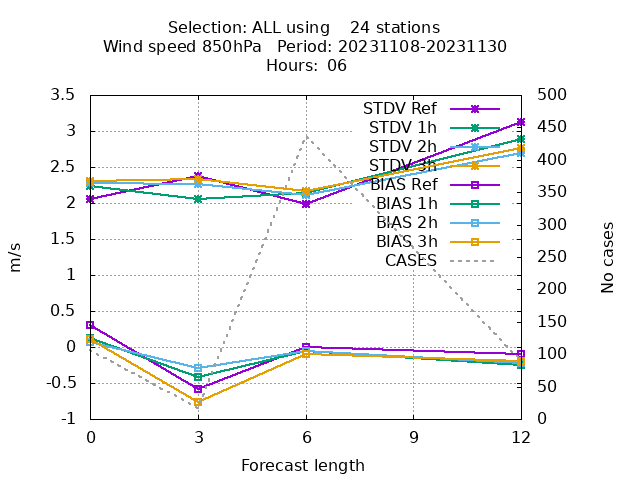 Selection: ALL using    24 stations
Wind speed 850hPa   Period: 20231108-20231130
Hours: 06
3.5
3
2.5
2
1.5
1
0.5
0
-0.5
-1
m/s
500
450
400
350
300
250
200
150
100
50
0
No cases
STDV Ref
STDV 1h
STDV 2h
STDV 3h
BIAS Ref
BIAS 1h
BIAS 2h
BIAS 3h
CASES
0 3 6 9 12
Forecast length